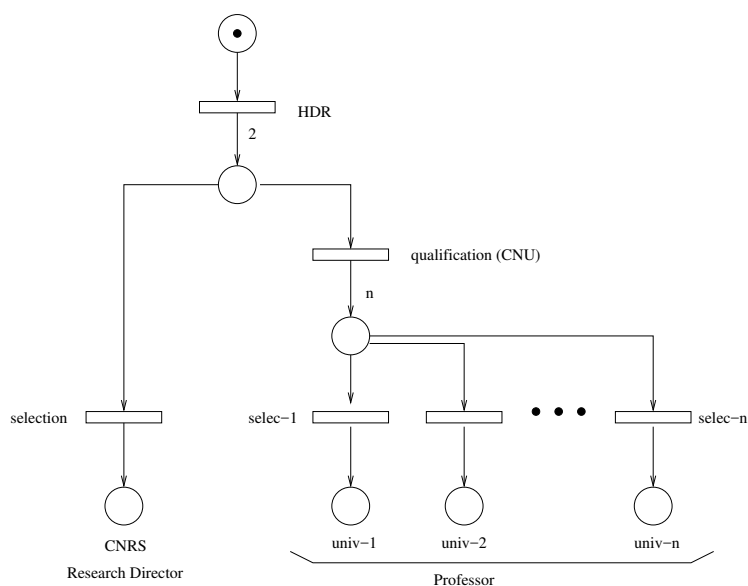 HDR
2
qualification (CNU)
n
selection
selec−1
selec−n
CNRS
univ−1
univ−2
univ−n
Research Director
Professor